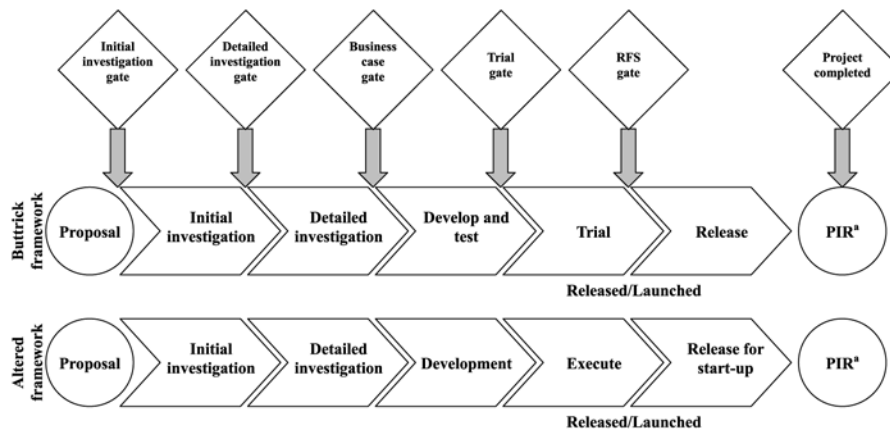 Initial
investigation
gate
Detailed
investigation
gate
Business
case
gate
Trial
gate
RFS
gate
Project
completed
Buttrick
framework
Proposal
Initial
investigation
Detailed
investigation
Develop and
test
Trial
Release
PIRª
Released/Launched
Altered
framework
Proposal
Initial
investigation
Detailed
investigation
Development
Execute
Release for
start-up
PIRª
Released/Launched